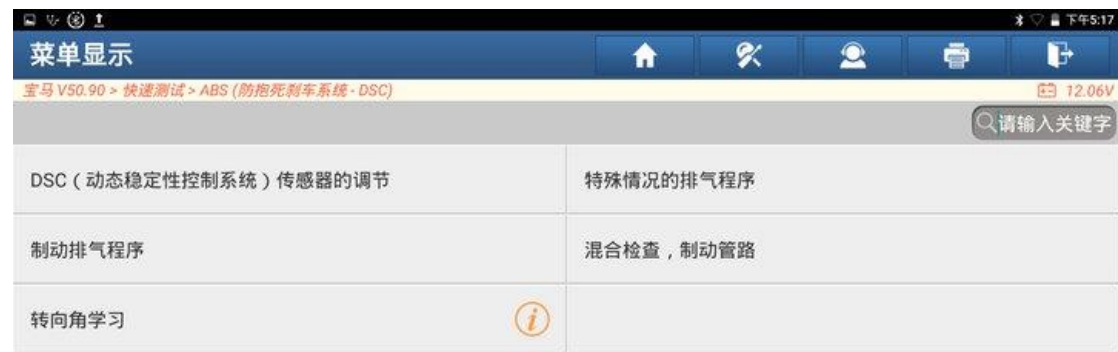 下午5:17
菜单显示
宝马 V50.90 > 快速测试 > ABS (防抱死刹车系统 - DSC)
12.06V
请输入关键字
DSC（动态稳定性控制系统）传感器的调节
特殊情况的排气程序
制动排气程序
混合检查，制动管路
转向角学习